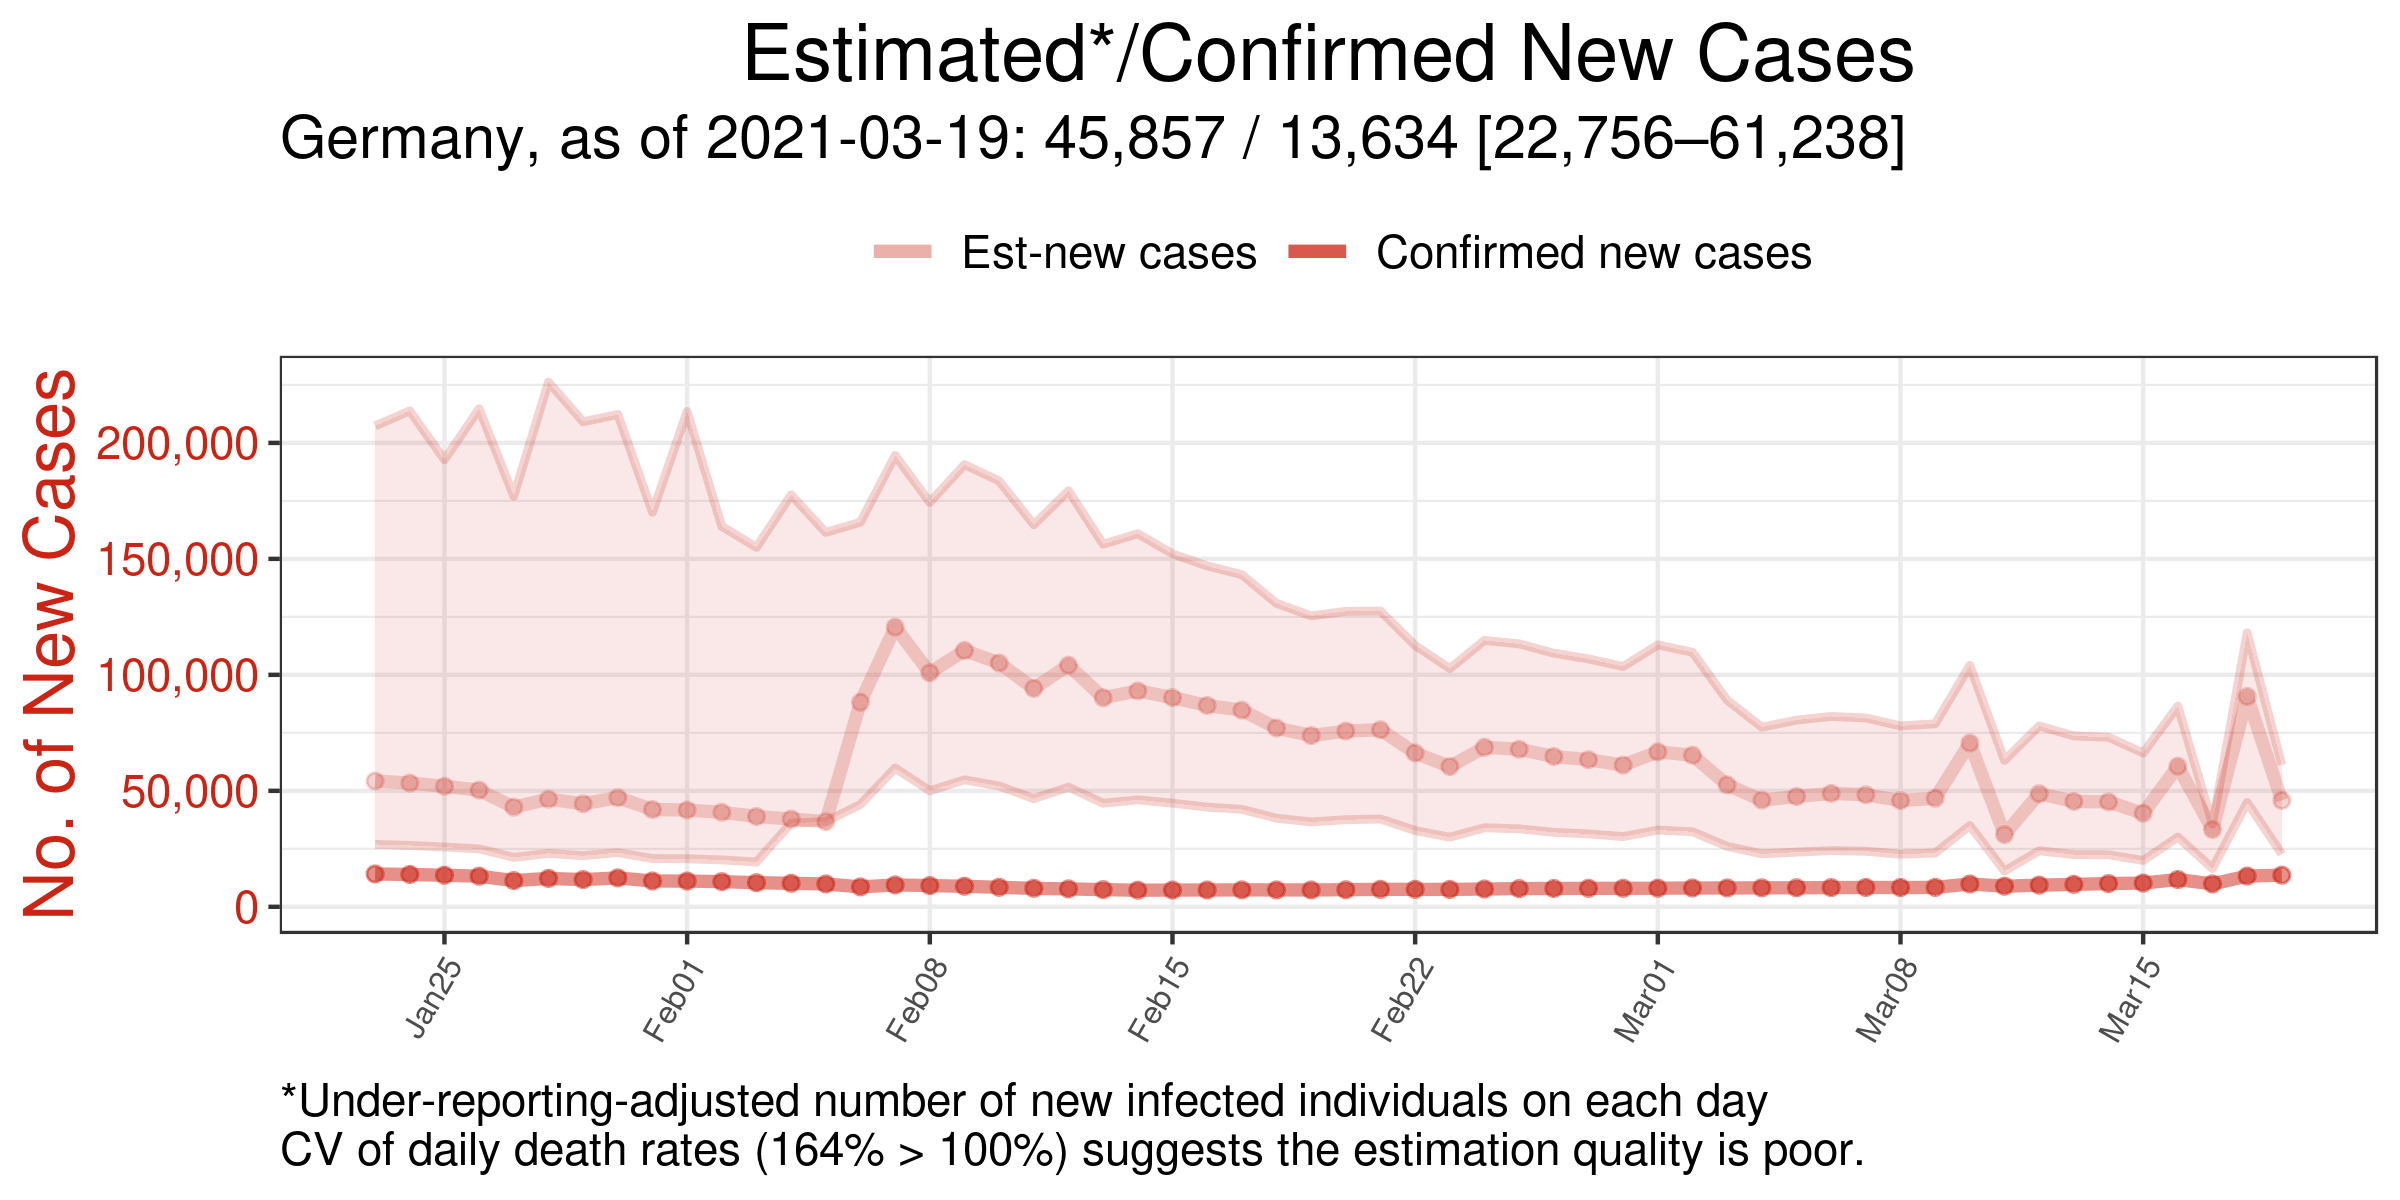 Estimated*/Confirmed New Cases
Germany, as of 2021-03-19: 45,857 / 13,634 [22,756–61,238]
Est-new cases
Confirmed new cases
No. of New Cases
200,000
150,000
100,000
50,000
0
Jan25
Feb01
Feb08
Feb15
Feb22
Mar01
Mar08
Mar15
*Under-reporting-adjusted number of new infected individuals on each day
CV of daily death rates (164% > 100%) suggests the estimation quality is poor.